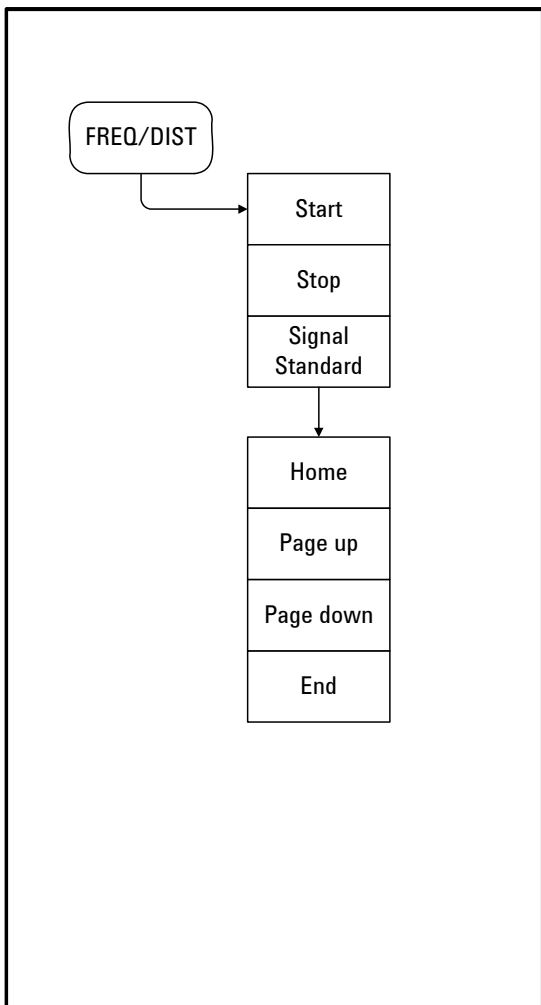 FREQ/DIST
Start
Stop
Signal
Standard
Home
Page up
Page down
End